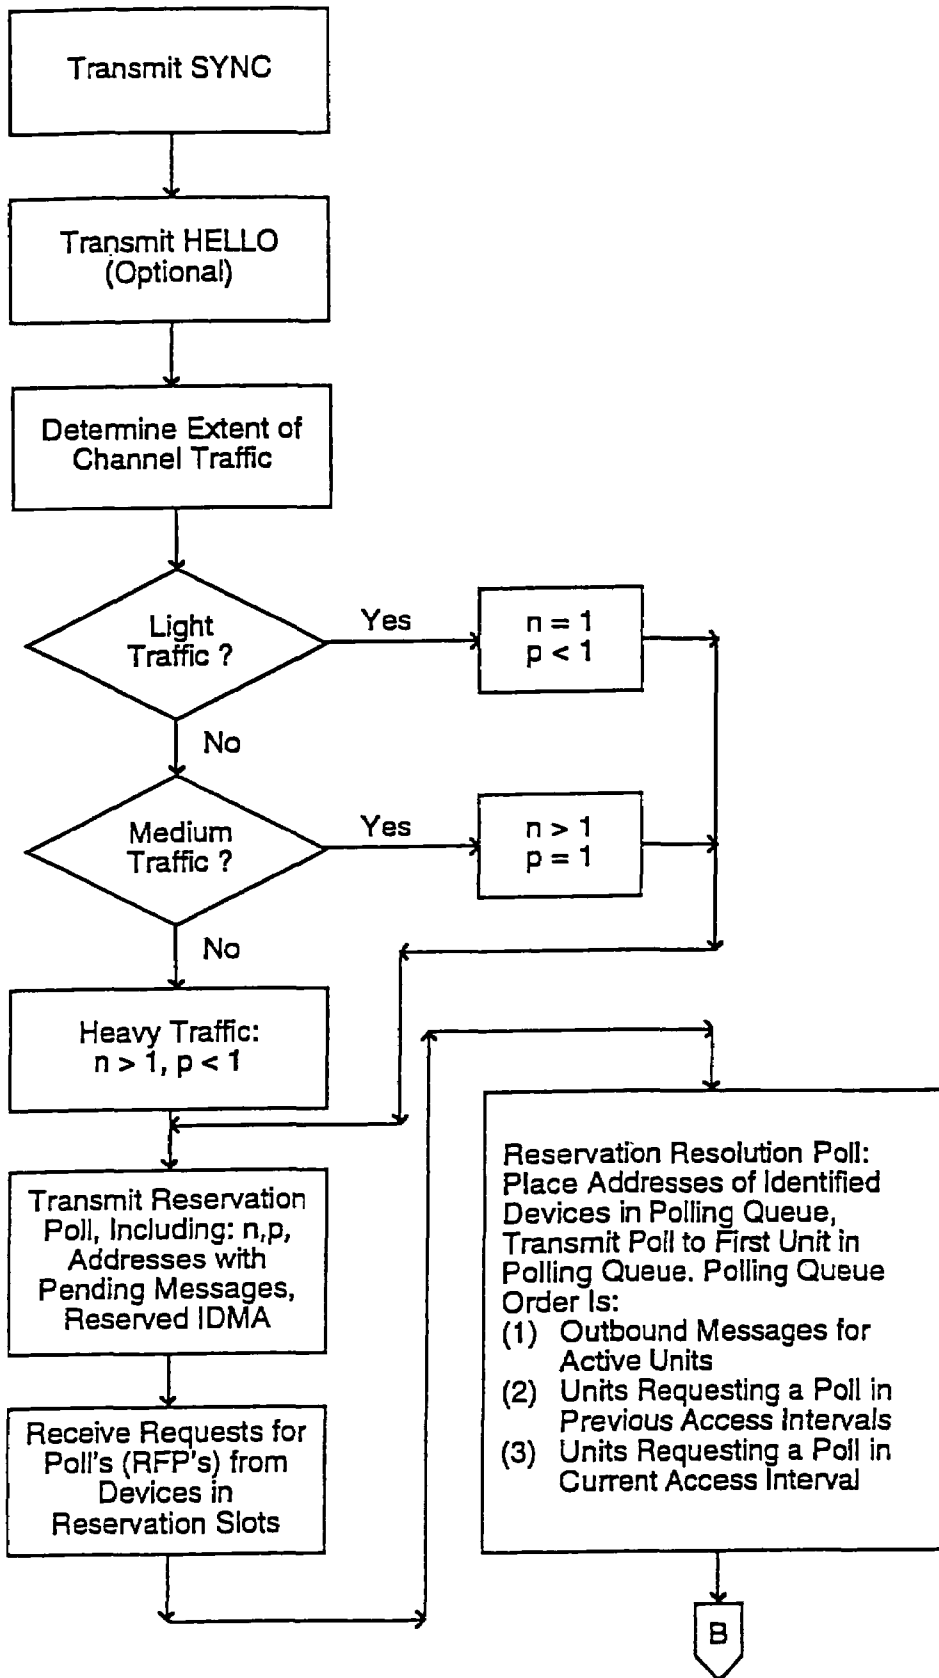 Transmit SYNC
Transmit HELLO
(Optional)
Determine Extent of
Channel Traffic
Light
Traffic ?
Yes
n = 1
p < 1
No
Medium
Traffic ?
Yes
n > 1
p = 1
No
Heavy Traffic:
n > 1, p < 1
Transmit Reservation
Poll, Including: n,p,
Addresses with
Pending Messages,
Reserved IDMA
Receive Requests for
Poll's (RFP's) from
Devices in
Reservation Slots
Reservation Resolution Poll:
Place Addresses of Identified
Devices in Polling Queue,
Transmit Poll to First Unit in
Polling Queue. Polling Queue
Order Is:
(1) Outbound Messages for
Active Units
(2) Units Requesting a Poll in
Previous Access Intervals
(3) Units Requesting a Poll in
Current Access Interval
B